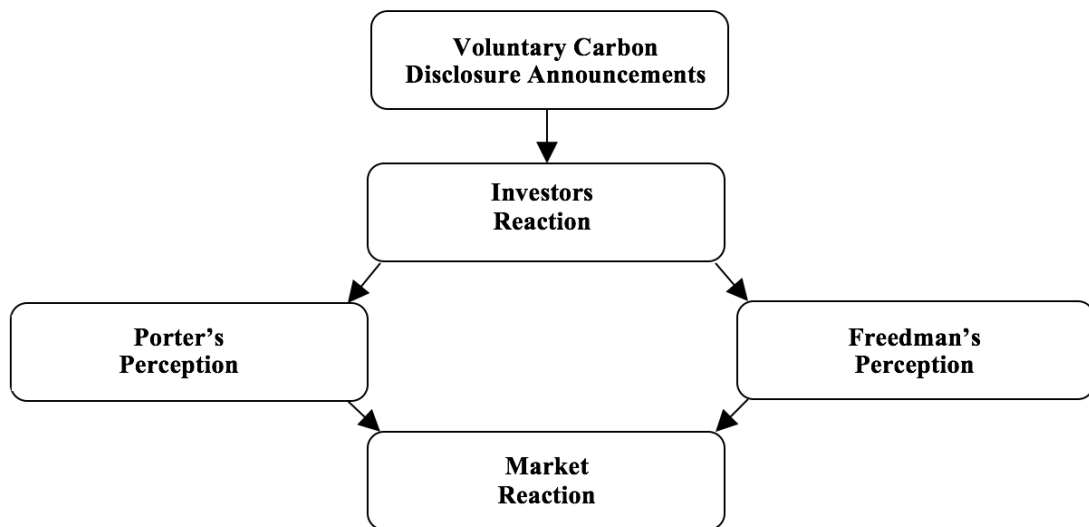 Voluntary Carbon
Disclosure Announcements
Investors
Reaction
Porter’s
Perception
Freedman’s
Perception
Market
Reaction